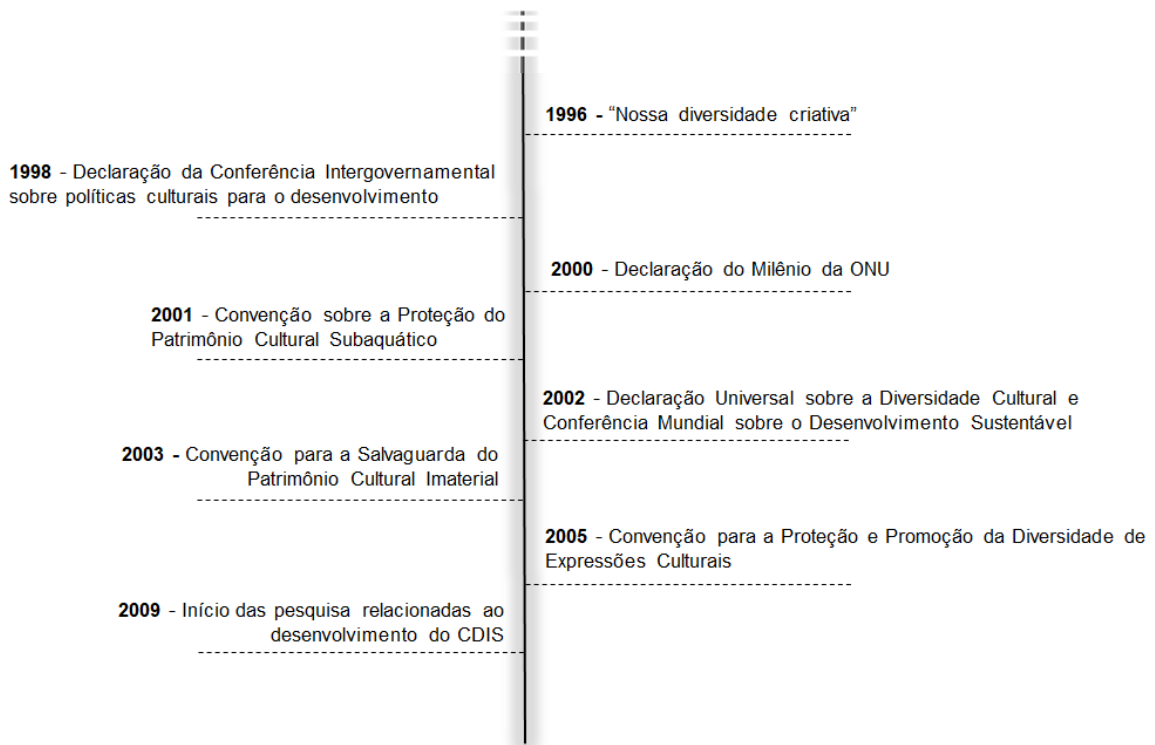 1996 - “Nossa diversidade criativa”
1998 - Declaração da Conferência Intergovernamental
sobre políticas culturais para o desenvolvimento
2000 - Declaração do Milênio da ONU
2001 - Convenção sobre a Proteção do
Patrimônio Cultural Subaquático
2002 - Declaração Universal sobre a Diversidade Cultural e
Conferência Mundial sobre o Desenvolvimento Sustentável
2003 - Convenção para a Salvaguarda do
Patrimônio Cultural Imaterial
2005 - Convenção para a Proteção e Promoção da Diversidade de
Expressões Culturais
2009 - Início das pesquisa relacionadas ao
desenvolvimento do CDIS